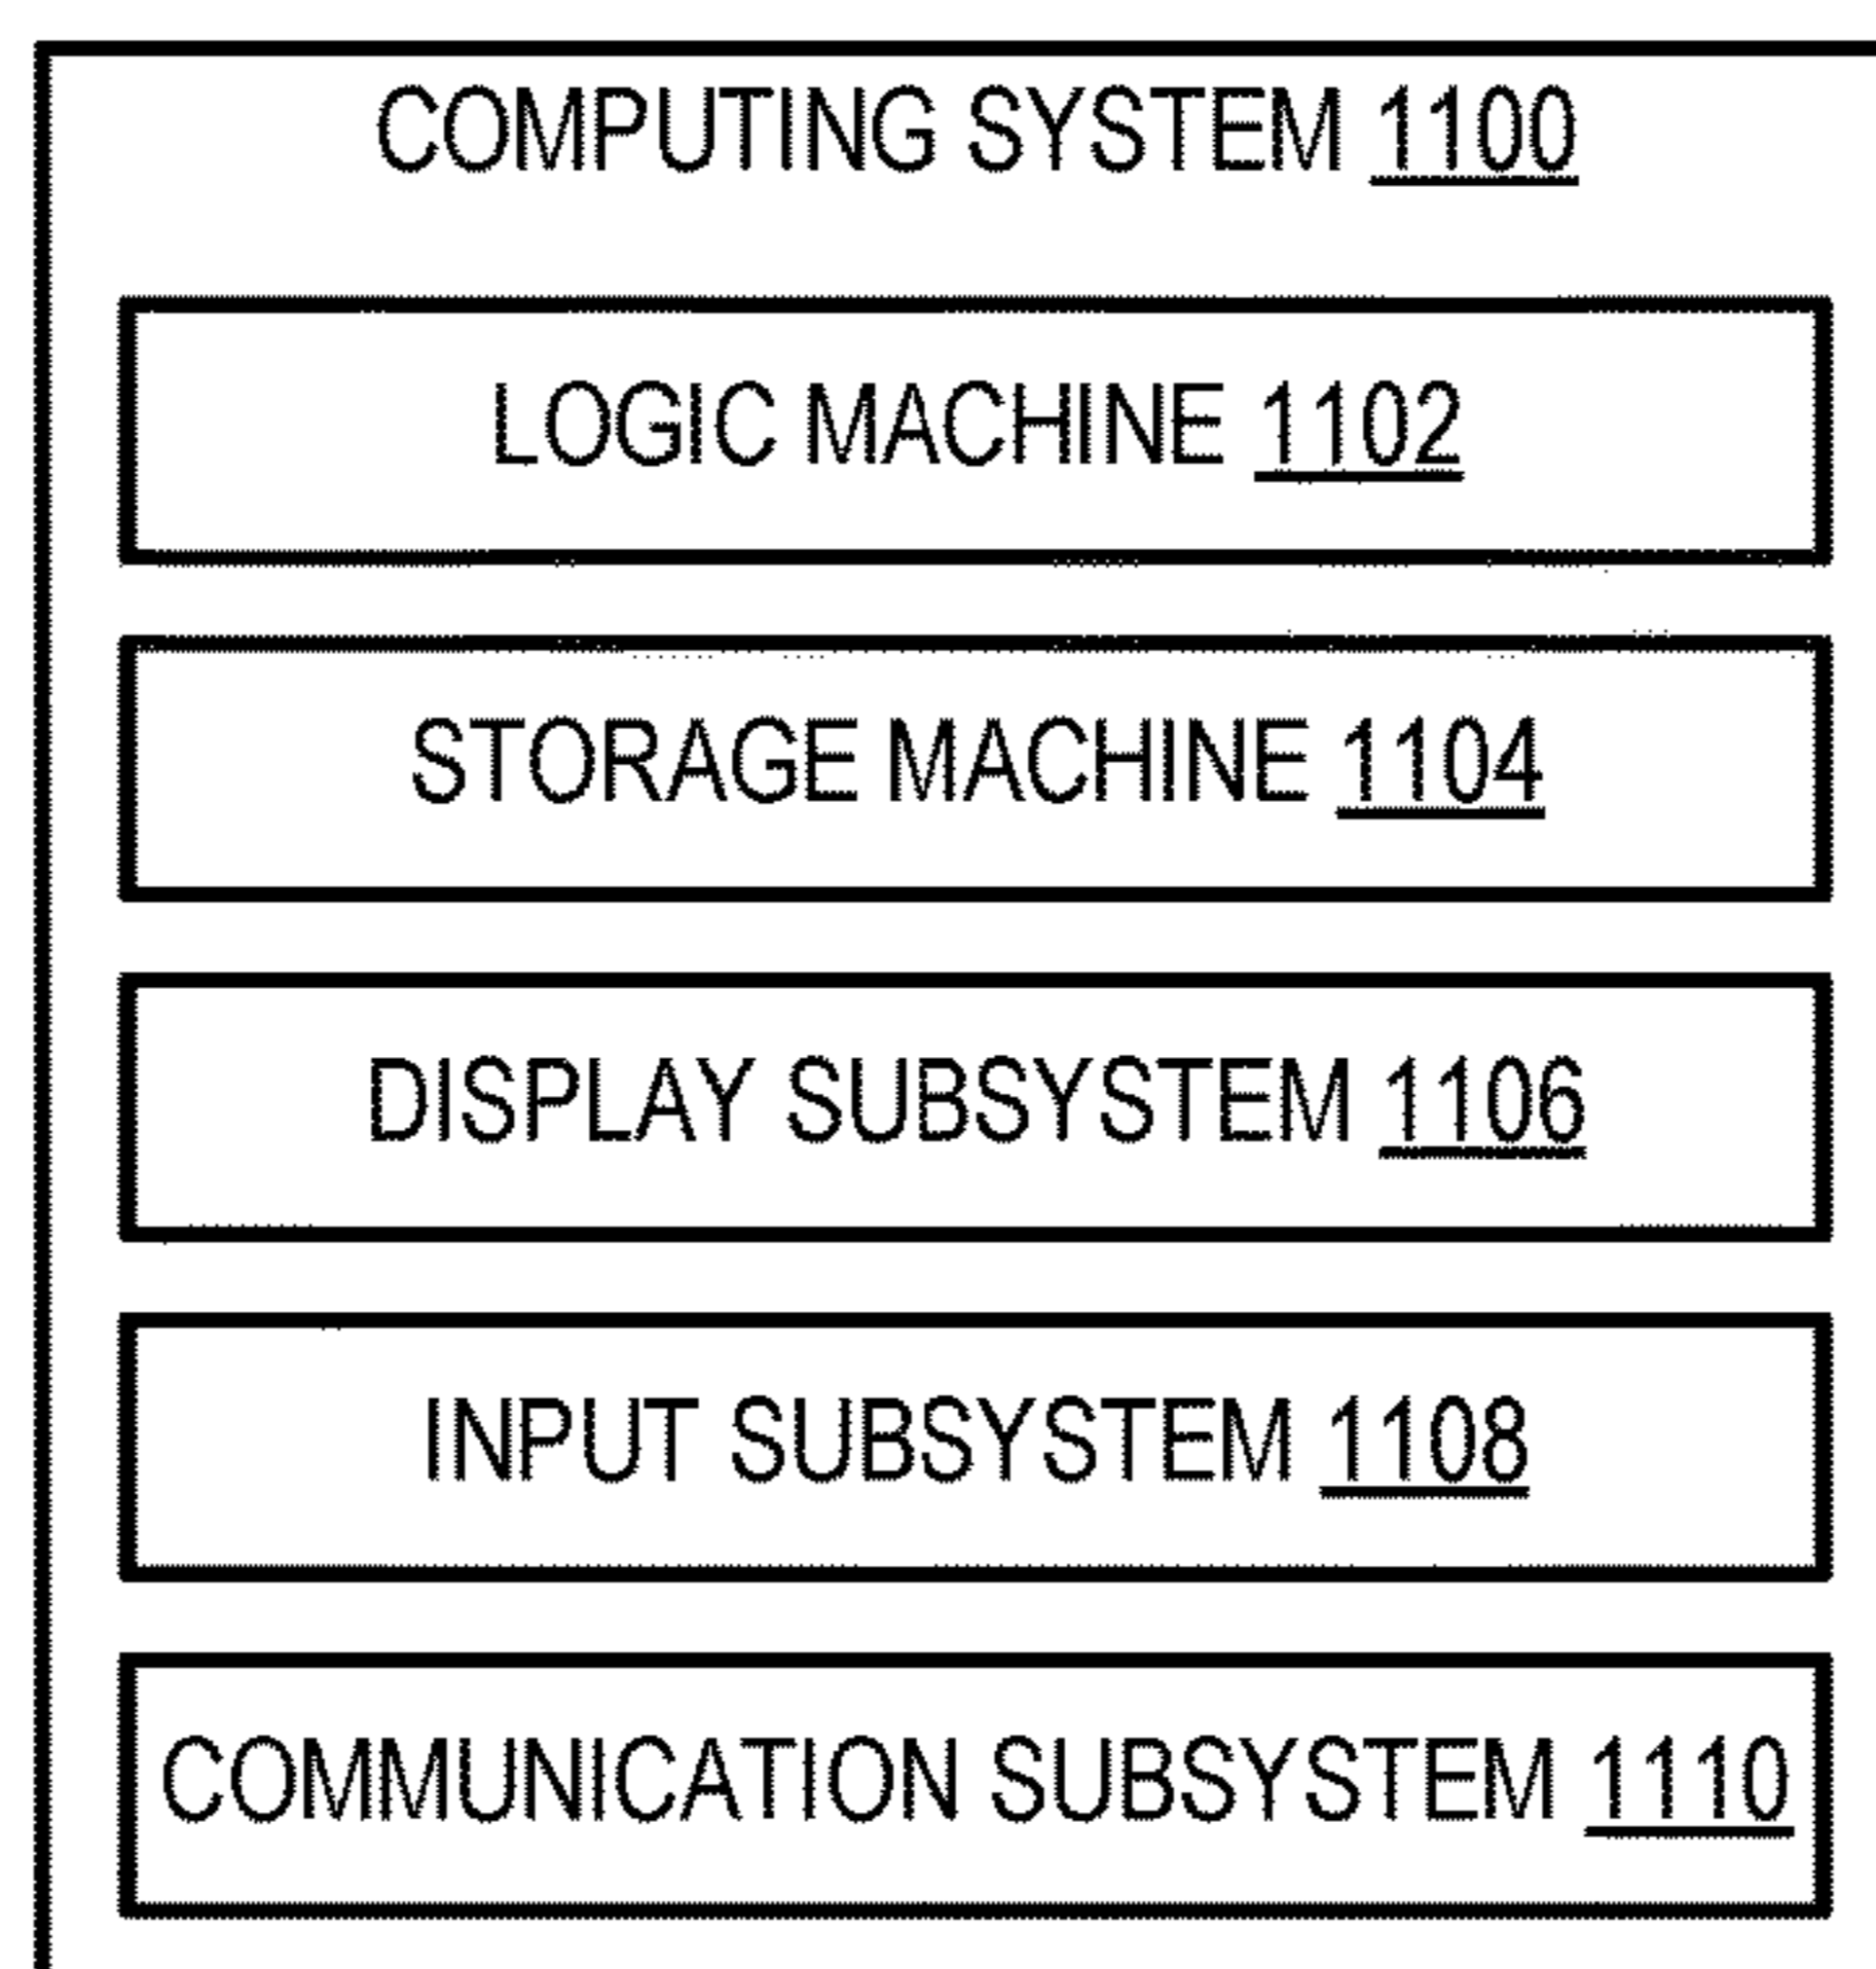 COMPUTING SYSTEM 1100
LOGIC MACHINE 1102
STORAGE MACHINE 1104
DISPLAY SUBSYSTEM 1106
INPUT SUBSYSTEM 1108
COMMUNICATION SUBSYSTEM 1110